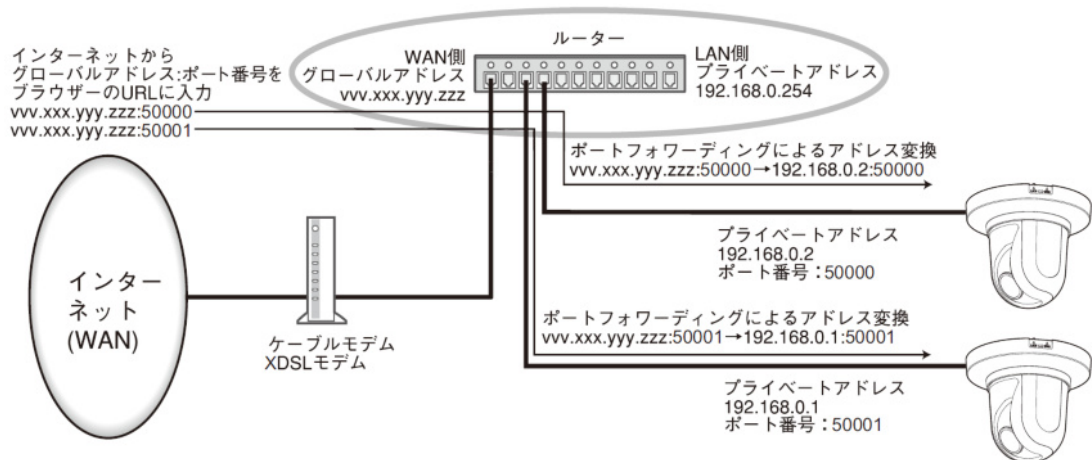 インターネットから
グローバルアドレス:ポート番号を
ブラウザーのURLに入力
vvv.xxx.yyy.zzz:50000
vvv.xxx.yyy.zzz:50001
ルーター
WAN側
グローバルアドレス
vvv.xxx.yyy.zzz
LAN側
プライベートアドレス
192.168.0.254
ポートフォワーディングによるアドレス変換
vvv.xxx.yyy.zzz:50000→192.168.0.2:50000
プライベートアドレス
192.168.0.2
ポート番号：50000
インター
ネット
(WAN)
ケーブルモデム
XDSLモデム
ポートフォワーディングによるアドレス変換
vvv.xxx.yyy.zzz:50001→192.168.0.1:50001
プライベートアドレス
192.168.0.1
ポート番号：50001